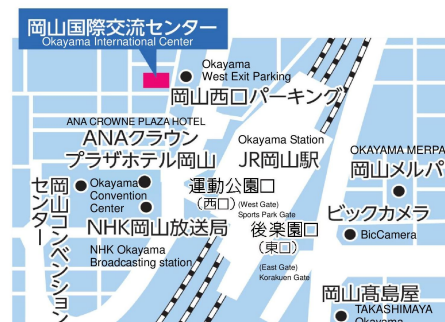 岡山国際交流センター
Okayama International Center
Okayama
West Exit Parking
岡山西口パーキング
ANA CROWNE PLAZA HOTEL
ANAクラウン
プラザホテル岡山
Okayama Station
JR岡山駅
OKAYAMA MERPA
岡山メルパ
運動公園口
(西口)
(West Gate)
Sports Park Gate
Okayama
Convention
Center
岡山コンベンション
センター
ビックカメラ
BicCamera
NHK岡山放送局
NHK Okayama
Broadcasting station
後楽園口
(東口)
(East Gate)
Korakuen Gate
岡山髙島屋
TAKASHIMAYA
Okayama